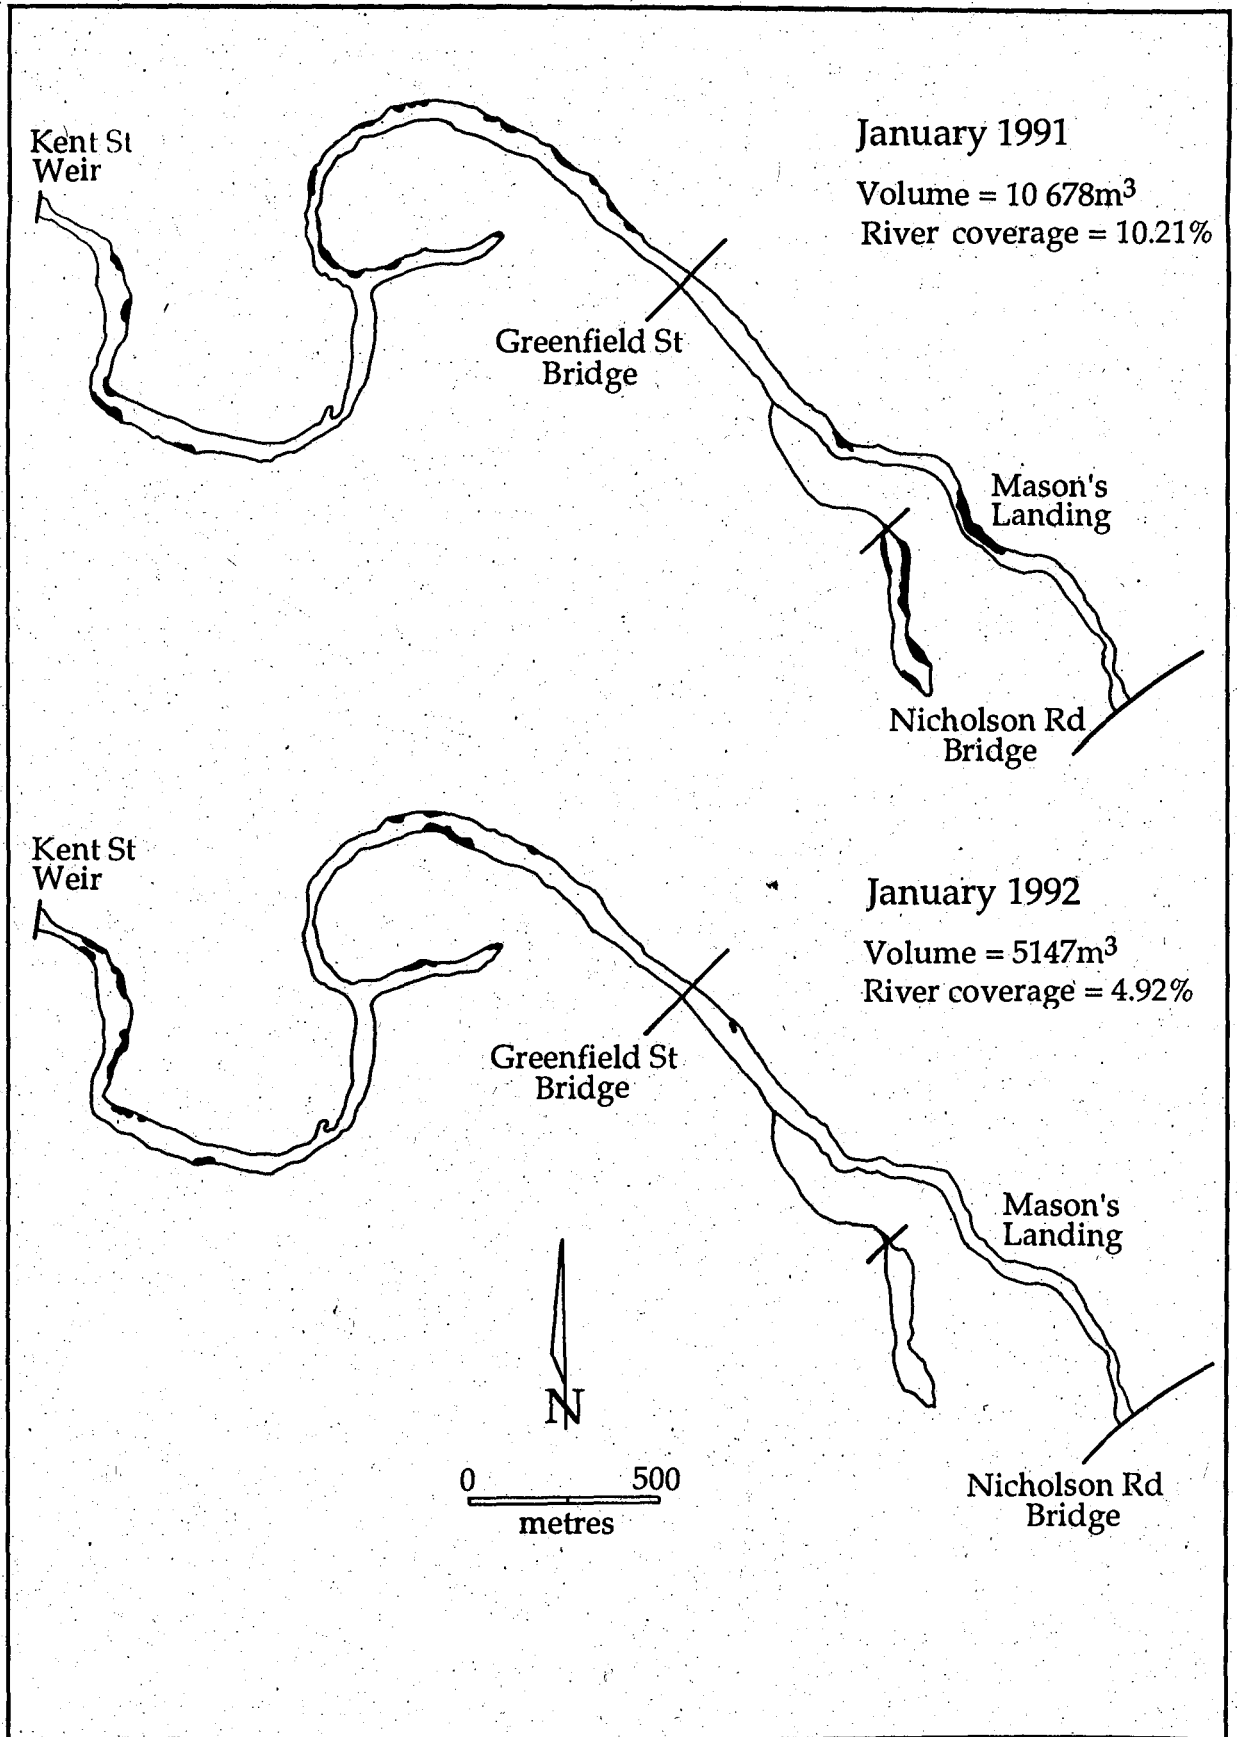 Kent St
Weir
January 1991
Volume = 10 678m³
River coverage = 10.21%
Greenfield St
Bridge
Mason's
Landing
Nicholson Rd
Bridge
Kent St
Weir
January 1992
Volume = 5147m³
River coverage = 4.92%
Greenfield St
Bridge
Mason's
Landing
N
0 500
metres
Nicholson Rd
Bridge